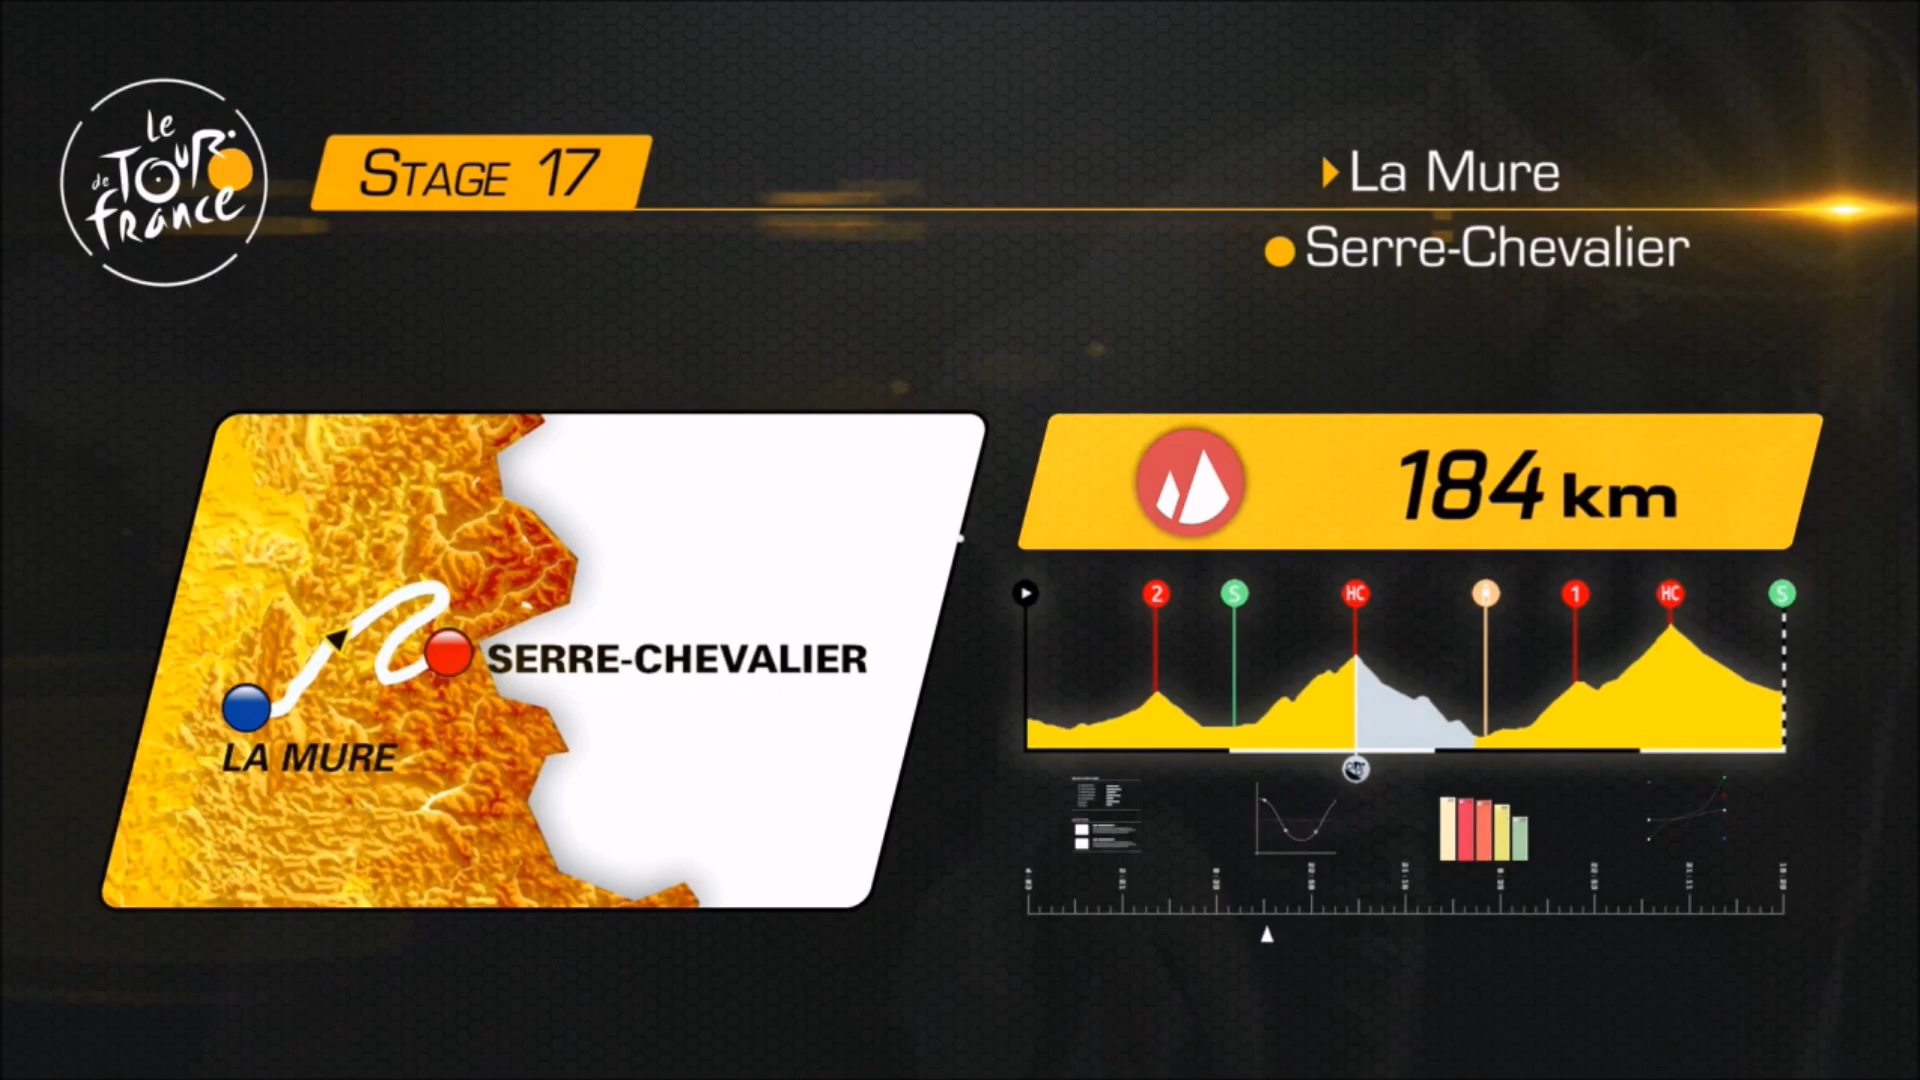 Le
TOUR
de
france
STAGE 17
La Mure
Serre-Chevalier
184 km
2
S
HC
R
1
HC
S
SERRE-CHEVALIER
LA MURE